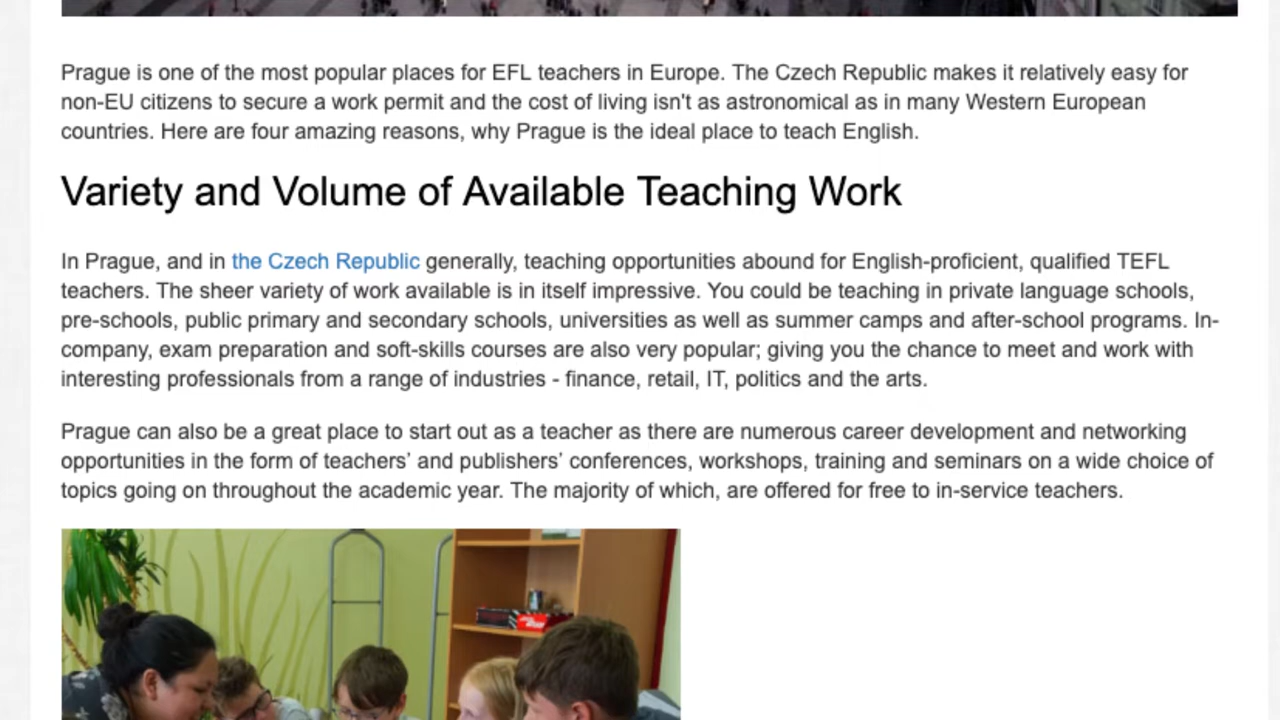 Prague is one of the most popular places for EFL teachers in Europe. The Czech Republic makes it relatively easy for
non-EU citizens to secure a work permit and the cost of living isn't as astronomical as in many Western European
countries. Here are four amazing reasons, why Prague is the ideal place to teach English.
Variety and Volume of Available Teaching Work
In Prague, and in the Czech Republic generally, teaching opportunities abound for English-proficient, qualified TEFL
teachers. The sheer variety of work available is in itself impressive. You could be teaching in private language schools,
pre-schools, public primary and secondary schools, universities as well as summer camps and after-school programs. In-
company, exam preparation and soft-skills courses are also very popular; giving you the chance to meet and work with
interesting professionals from a range of industries - finance, retail, IT, politics and the arts.
Prague can also be a great place to start out as a teacher as there are numerous career development and networking
opportunities in the form of teachers’ and publishers’ conferences, workshops, training and seminars on a wide choice of
topics going on throughout the academic year. The majority of which, are offered for free to in-service teachers.